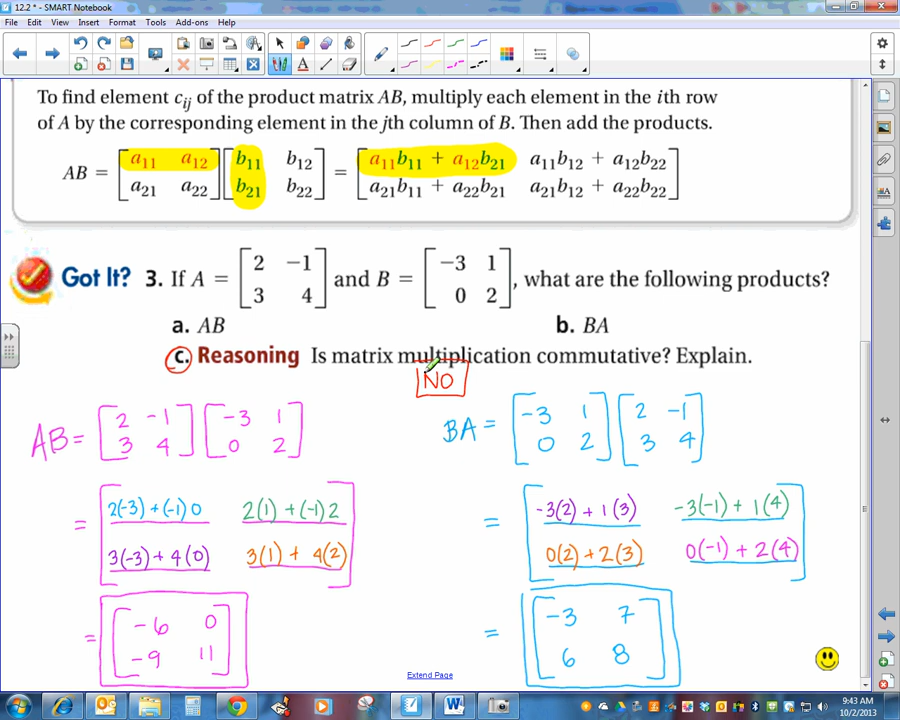 12.2 * - SMART Notebook
File Edit View Insert Format Tools Add-ons Help
To find element cᵢⱼ of the product matrix AB, multiply each element in the ith row
of A by the corresponding element in the jth column of B. Then add the products.
AB = [a₁₁ a₁₂] [b₁₁ b₁₂] = [a₁₁b₁₁ + a₁₂b₂₁ a₁₁b₁₂ + a₁₂b₂₂]
[a₂₁ a₂₂] [b₂₁ b₂₂] [a₂₁b₁₁ + a₂₂b₂₁ a₂₁b₁₂ + a₂₂b₂₂]
Got It? 3. If A = [2 −1] and B = [−3 1], what are the following products?
[3 4] [0 2]
a. AB b. BA
c. Reasoning Is matrix multiplication commutative? Explain.
NO
AB = [2 -1] [-3 1]
[3 4] [0 2]
= [2(-3)+(-1)0 2(1)+(-1)2]
[3(-3)+4(0) 3(1)+4(2)]
= [-6 0]
[-9 11]
BA = [-3 1] [2 -1]
[0 2] [3 4]
= [-3(2)+1(3) -3(-1)+1(4)]
[0(2)+2(3) 0(-1)+2(4)]
= [-3 7]
[6 8]
Extend Page
9:43 AM
10/2/2013